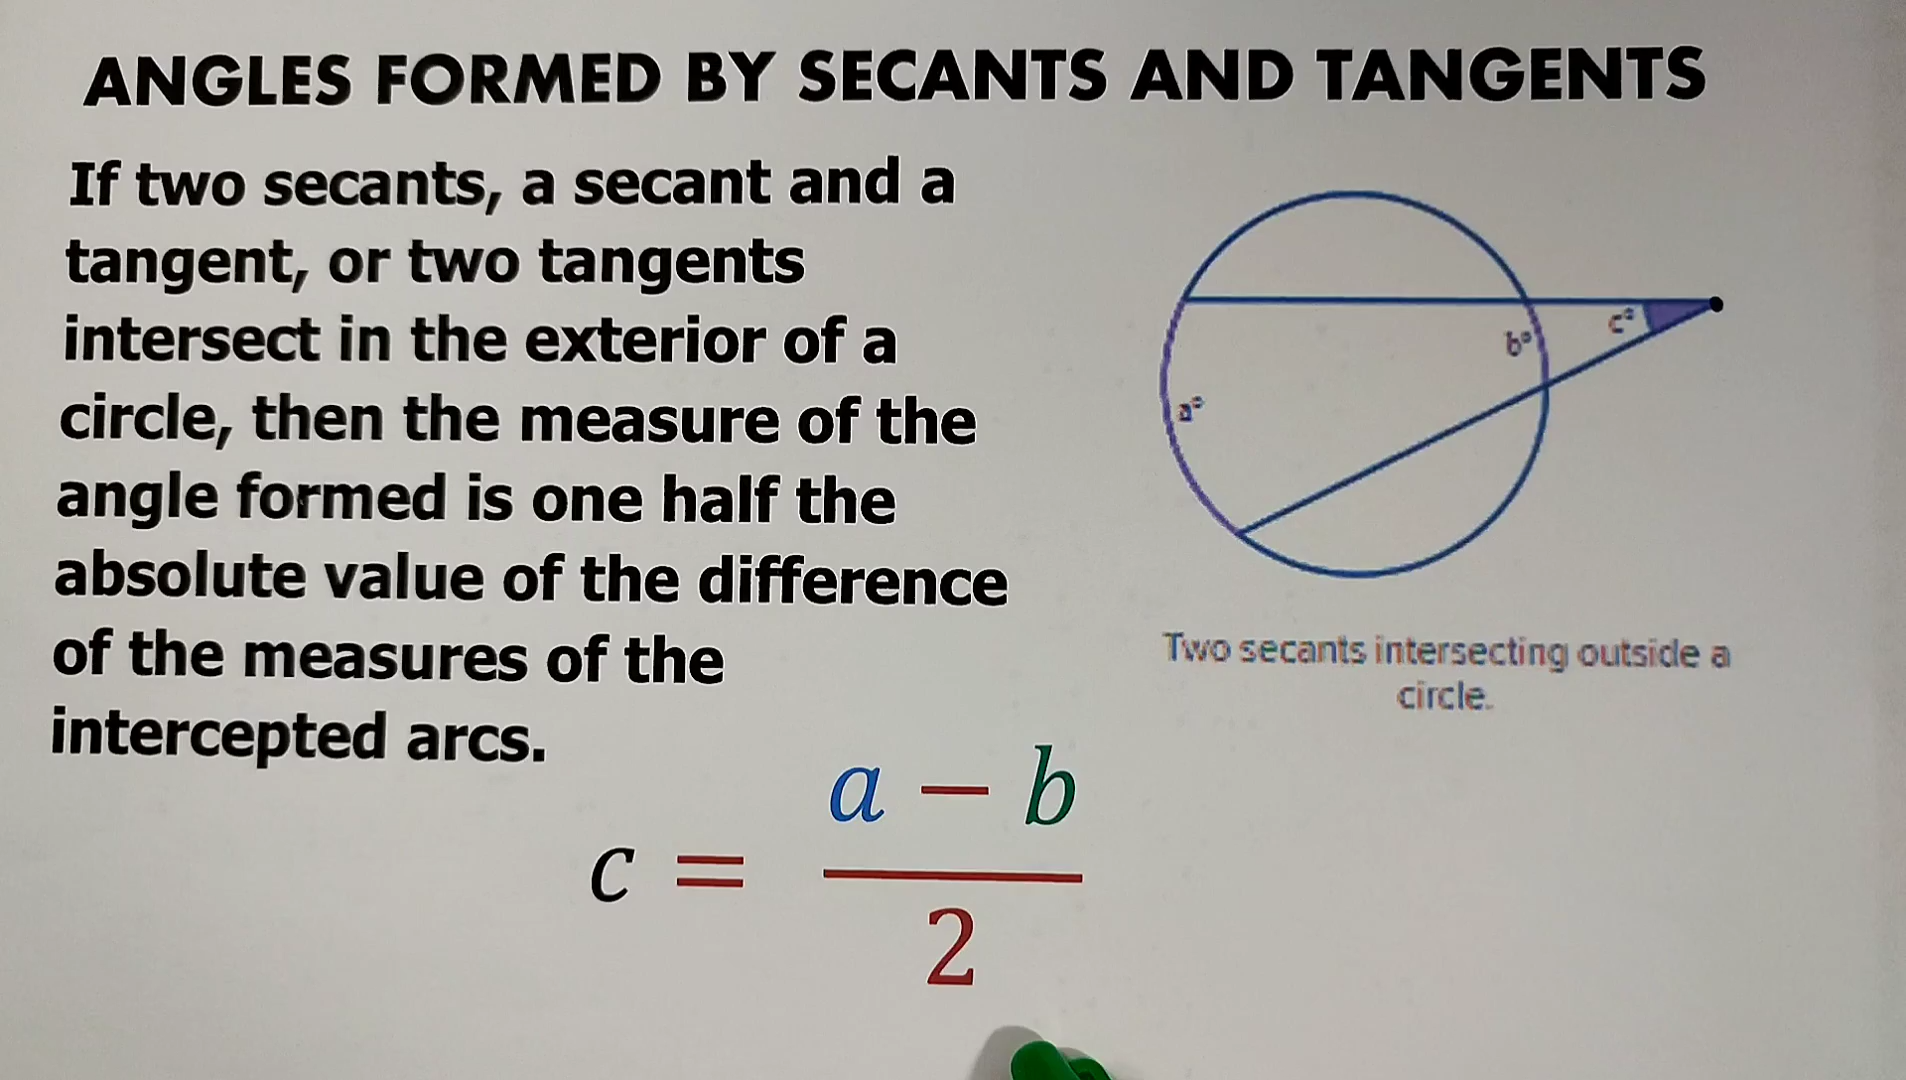 ANGLES FORMED BY SECANTS AND TANGENTS
If two secants, a secant and a
tangent, or two tangents
intersect in the exterior of a
circle, then the measure of the
angle formed is one half the
absolute value of the difference
of the measures of the
intercepted arcs.
c°
b°
a°
Two secants intersecting outside a
circle.
a − b
c =
2